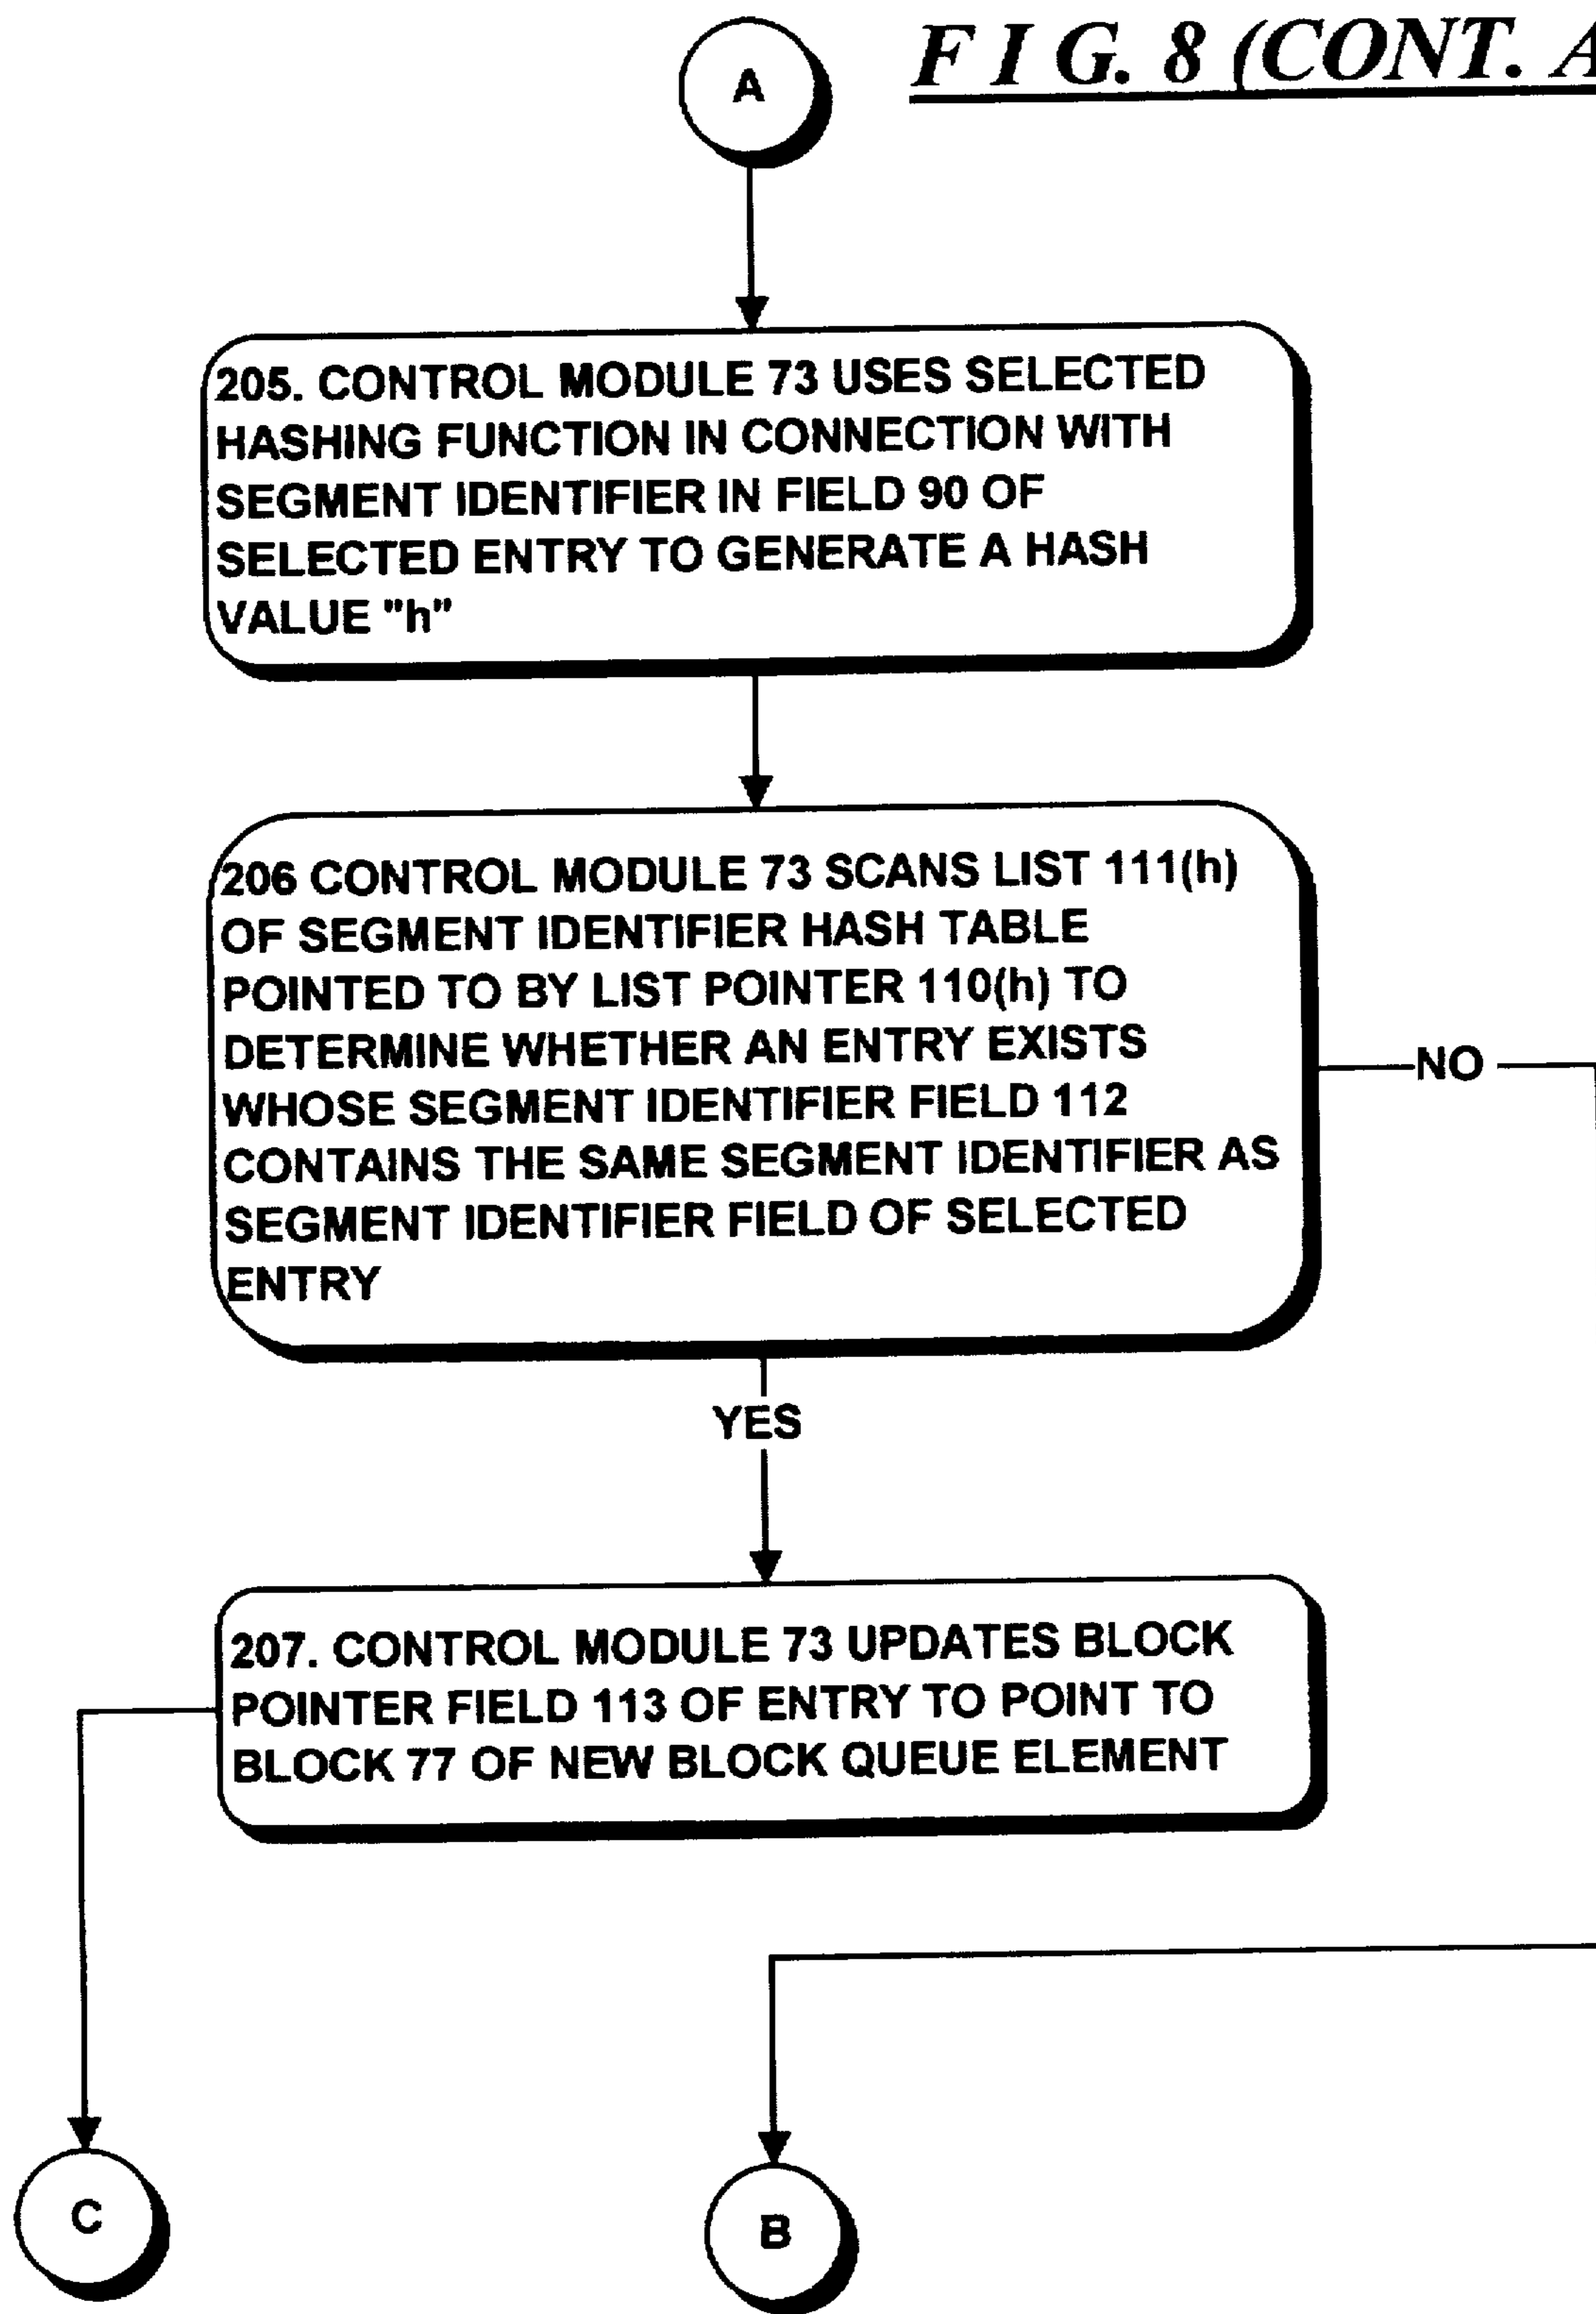 F I G. 8 (CONT. A
A
205. CONTROL MODULE 73 USES SELECTED
HASHING FUNCTION IN CONNECTION WITH
SEGMENT IDENTIFIER IN FIELD 90 OF
SELECTED ENTRY TO GENERATE A HASH
VALUE "h"
206 CONTROL MODULE 73 SCANS LIST 111(h)
OF SEGMENT IDENTIFIER HASH TABLE
POINTED TO BY LIST POINTER 110(h) TO
DETERMINE WHETHER AN ENTRY EXISTS
WHOSE SEGMENT IDENTIFIER FIELD 112
CONTAINS THE SAME SEGMENT IDENTIFIER AS
SEGMENT IDENTIFIER FIELD OF SELECTED
ENTRY
NO
YES
207. CONTROL MODULE 73 UPDATES BLOCK
POINTER FIELD 113 OF ENTRY TO POINT TO
BLOCK 77 OF NEW BLOCK QUEUE ELEMENT
C
B